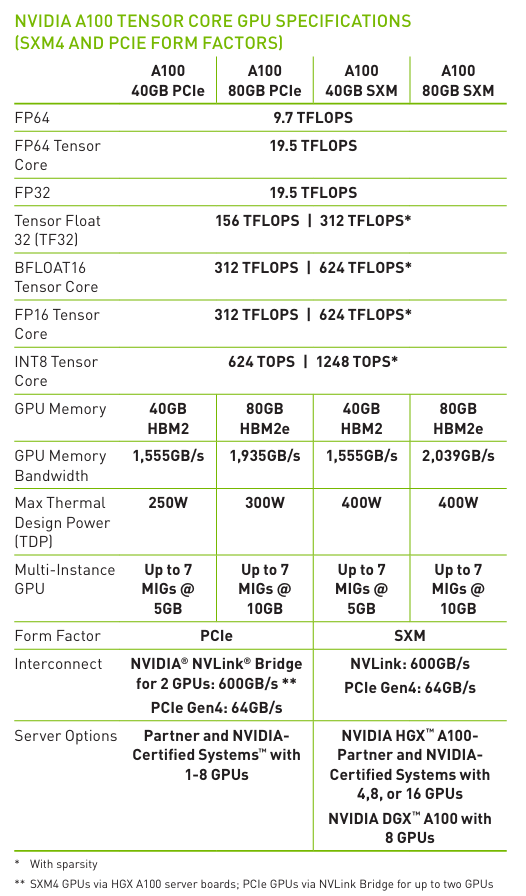 NVIDIA A100 TENSOR CORE GPU SPECIFICATIONS
(SXM4 AND PCIE FORM FACTORS)
A100 A100 A100 A100
40GB PCIe 80GB PCIe 40GB SXM 80GB SXM
FP64 9.7 TFLOPS
FP64 Tensor 19.5 TFLOPS
Core
FP32 19.5 TFLOPS
Tensor Float 156 TFLOPS | 312 TFLOPS*
32 (TF32)
BFLOAT16 312 TFLOPS | 624 TFLOPS*
Tensor Core
FP16 Tensor 312 TFLOPS | 624 TFLOPS*
Core
INT8 Tensor 624 TOPS | 1248 TOPS*
Core
GPU Memory 40GB 80GB 40GB 80GB
HBM2 HBM2e HBM2 HBM2e
GPU Memory 1,555GB/s 1,935GB/s 1,555GB/s 2,039GB/s
Bandwidth
Max Thermal 250W 300W 400W 400W
Design Power
(TDP)
Multi-Instance Up to 7 Up to 7 Up to 7 Up to 7
GPU MIGs @ MIGs @ MIGs @ MIGs @
5GB 10GB 5GB 10GB
Form Factor PCIe SXM
Interconnect NVIDIA® NVLink® Bridge NVLink: 600GB/s
for 2 GPUs: 600GB/s ** PCIe Gen4: 64GB/s
PCIe Gen4: 64GB/s
Server Options Partner and NVIDIA- NVIDIA HGX™ A100-
Certified Systems™ with Partner and NVIDIA-
1-8 GPUs Certified Systems with
4,8, or 16 GPUs
NVIDIA DGX™ A100 with
8 GPUs
* With sparsity
** SXM4 GPUs via HGX A100 server boards; PCIe GPUs via NVLink Bridge for up to two GPUs